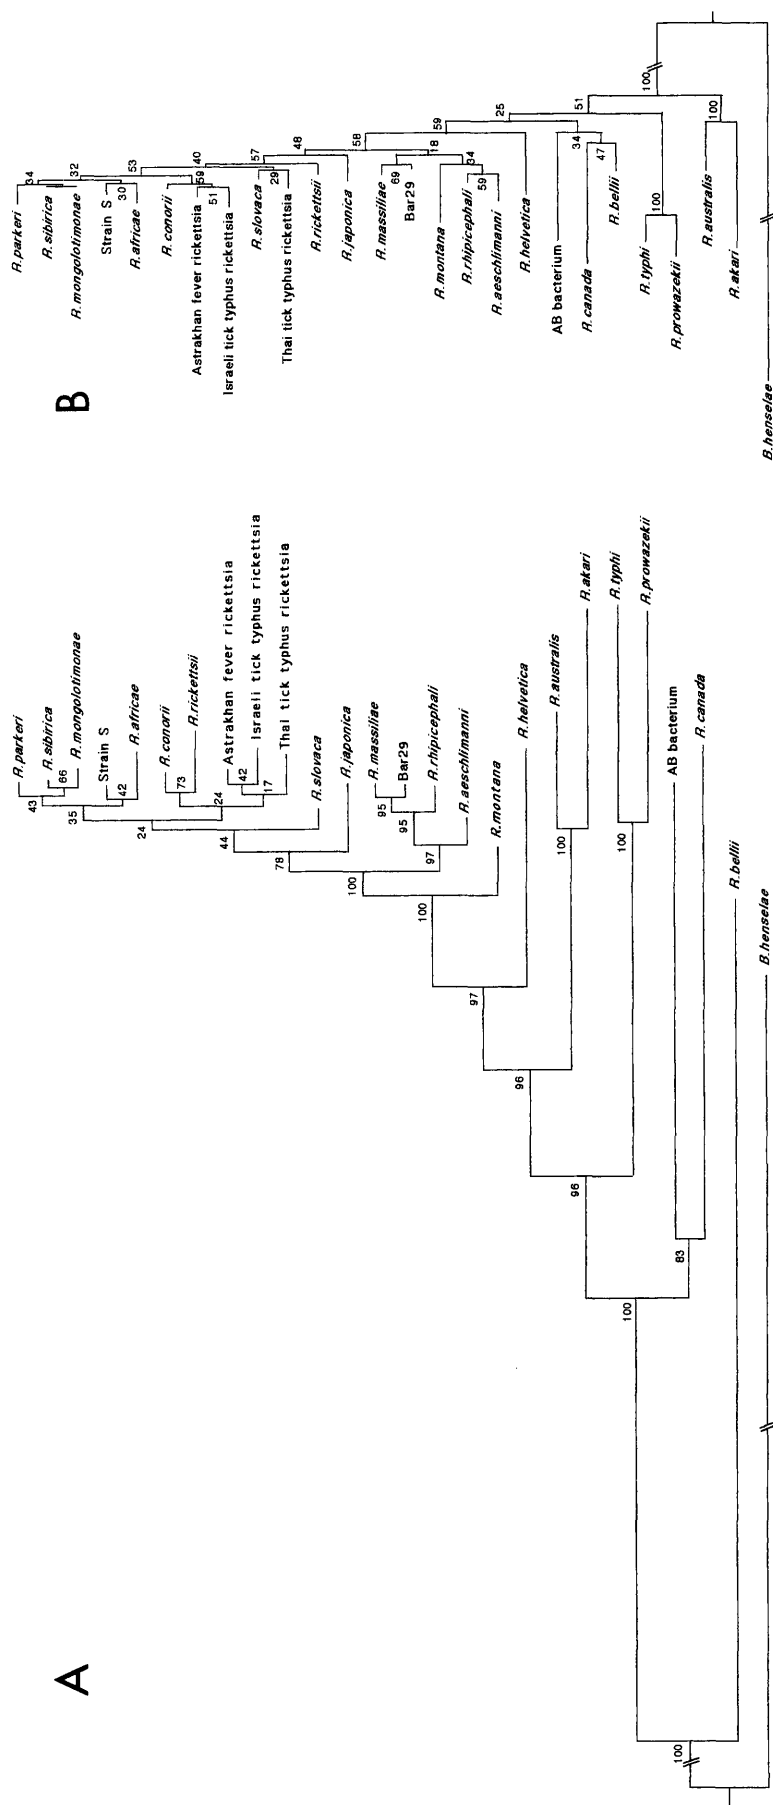 B
R.parkeri
34
R.sibirica
32
R.mongolotimonae
53
Strain S
30
R.africae
40
R.conorii
59
Astrakhan fever rickettsia
51
Israeli tick typhus rickettsia
57
R.slovaca
29
Thai tick typhus rickettsia
48
R.rickettsii
R.japonica
58
R.massiliae
69
Bar29
18
59
R.montana
34
R.rhipicephali
59
R.aeschlimanni
R.helvetica
25
AB bacterium
34
R.canada
47
R.bellii
51
R.typhi
100
R.prowazekii
100
R.australis
100
R.akari
B.henselae
A
R.parkeri
43
R.sibirica
66
R.mongolotimonae
35
Strain S
42
R.africae
24
R.conorii
73
R.rickettsii
24
Astrakhan fever rickettsia
42
Israeli tick typhus rickettsia
17
Thai tick typhus rickettsia
44
R.slovaca
78
R.japonica
100
R.massiliae
95
Bar29
95
R.rhipicephali
97
R.aeschlimanni
100
R.montana
97
R.helvetica
96
R.australis
100
R.akari
96
R.typhi
100
R.prowazekii
100
AB bacterium
83
R.canada
100
R.bellii
B.henselae